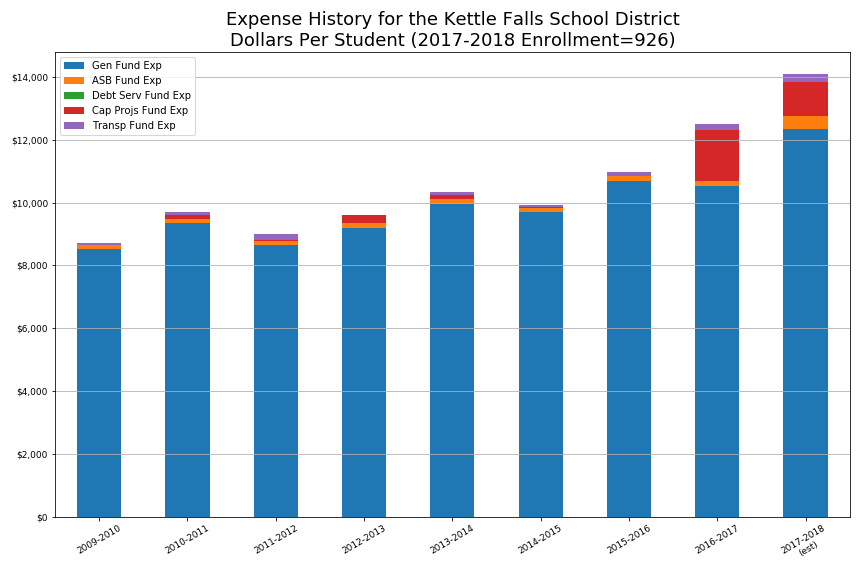 Expense History for the Kettle Falls School District
Dollars Per Student (2017-2018 Enrollment=926)
Gen Fund Exp
ASB Fund Exp
Debt Serv Fund Exp
Cap Projs Fund Exp
Transp Fund Exp
$14,000
$12,000
$10,000
$8,000
$6,000
$4,000
$2,000
$0
2009-2010
2010-2011
2011-2012
2012-2013
2013-2014
2014-2015
2015-2016
2016-2017
2017-2018
(est)